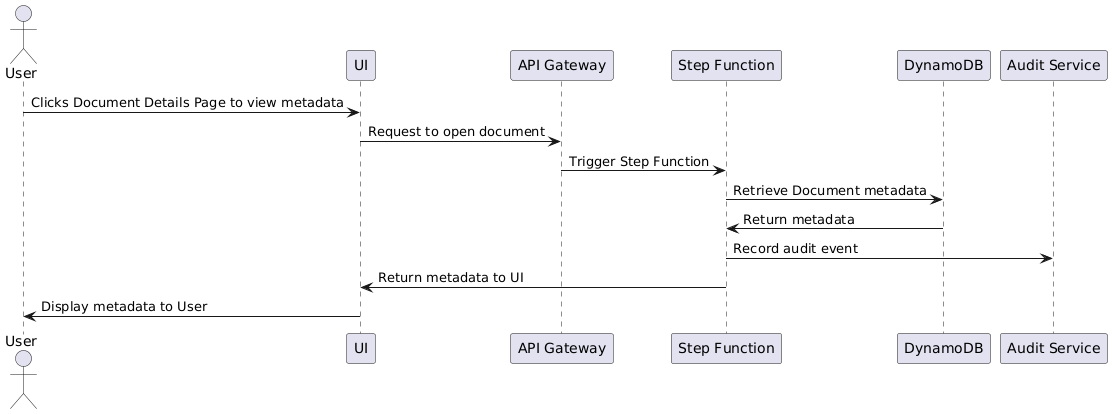 User
UI
API Gateway
Step Function
DynamoDB
Audit Service
Clicks Document Details Page to view metadata
Request to open document
Trigger Step Function
Retrieve Document metadata
Return metadata
Record audit event
Return metadata to UI
Display metadata to User
User
UI
API Gateway
Step Function
DynamoDB
Audit Service